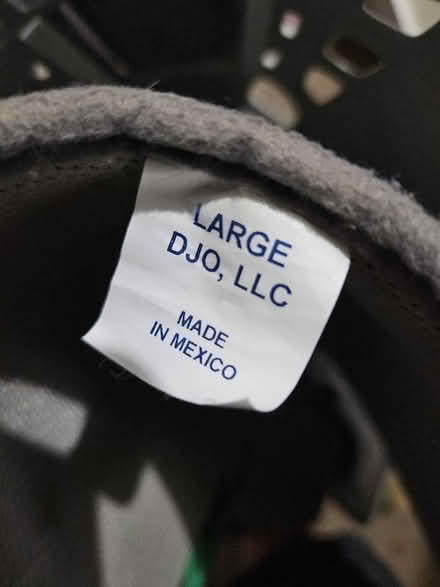 LARGE
DJO, LLC
MADE
IN MEXICO